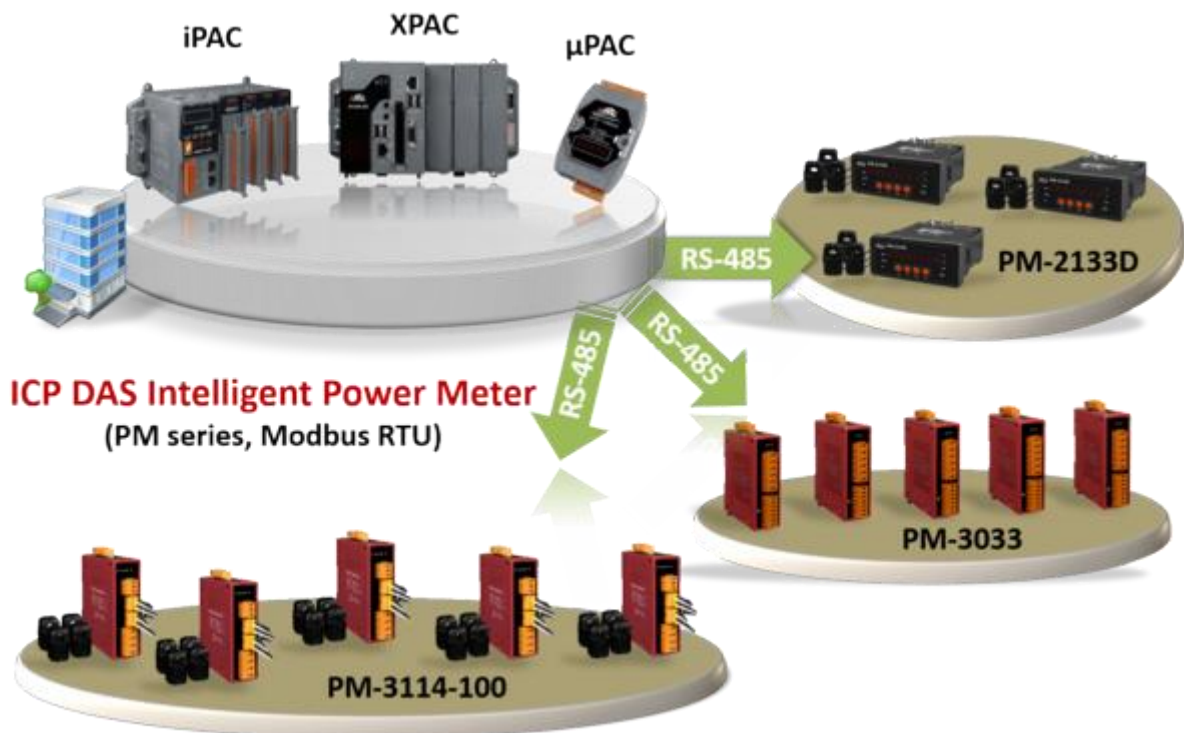 iPAC
XPAC
µPAC
RS-485
PM-2133D
RS-485
RS-485
ICP DAS Intelligent Power Meter
(PM series, Modbus RTU)
PM-3033
PM-3114-100